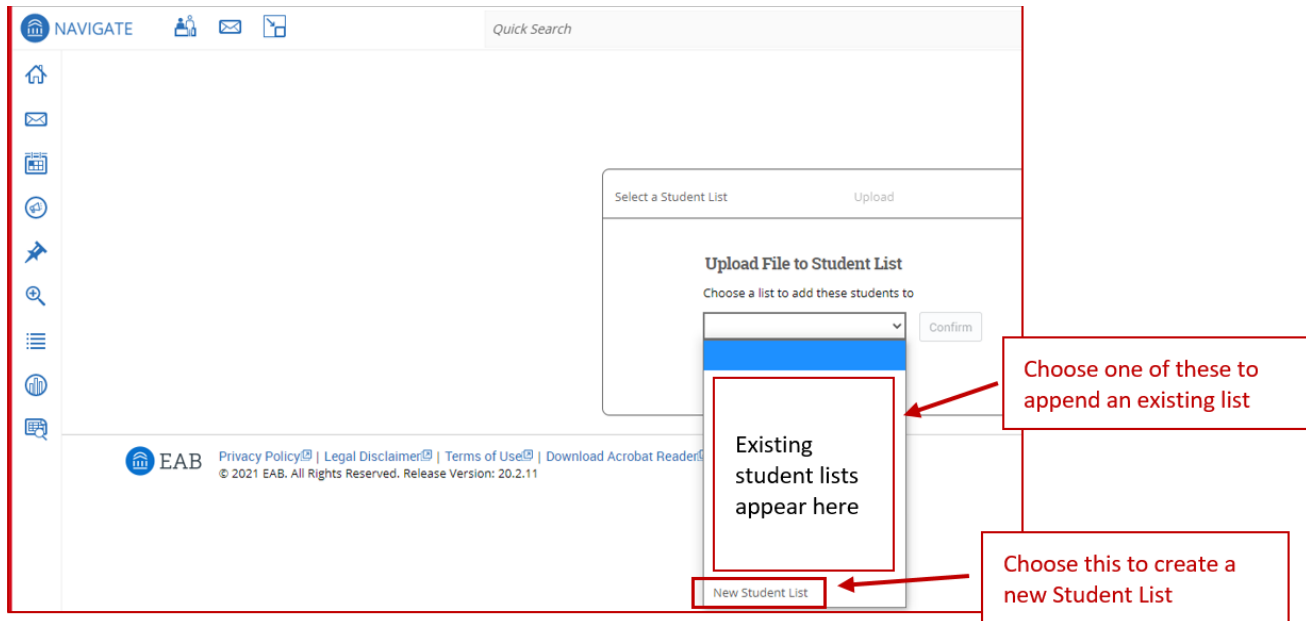 NAVIGATE
Quick Search
Select a Student List Upload
Upload File to Student List
Choose a list to add these students to
Confirm
Choose one of these to
append an existing list
Existing
student lists
appear here
EAB
Privacy Policy | Legal Disclaimer | Terms of Use | Download Acrobat Reader
© 2021 EAB. All Rights Reserved. Release Version: 20.2.11
Choose this to create a
new Student List
New Student List